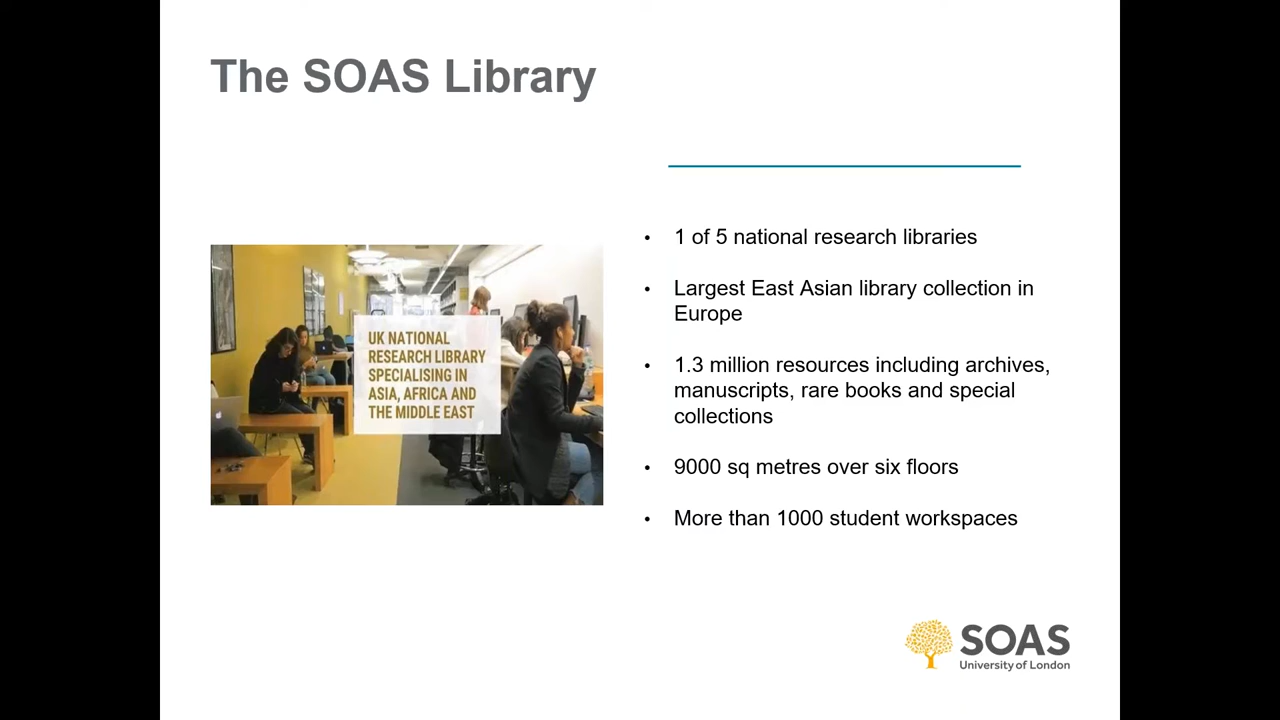 The SOAS Library
UK NATIONAL
RESEARCH LIBRARY
SPECIALISING IN
ASIA, AFRICA AND
THE MIDDLE EAST
• 1 of 5 national research libraries
• Largest East Asian library collection in
Europe
• 1.3 million resources including archives,
manuscripts, rare books and special
collections
• 9000 sq metres over six floors
• More than 1000 student workspaces
SOAS
University of London